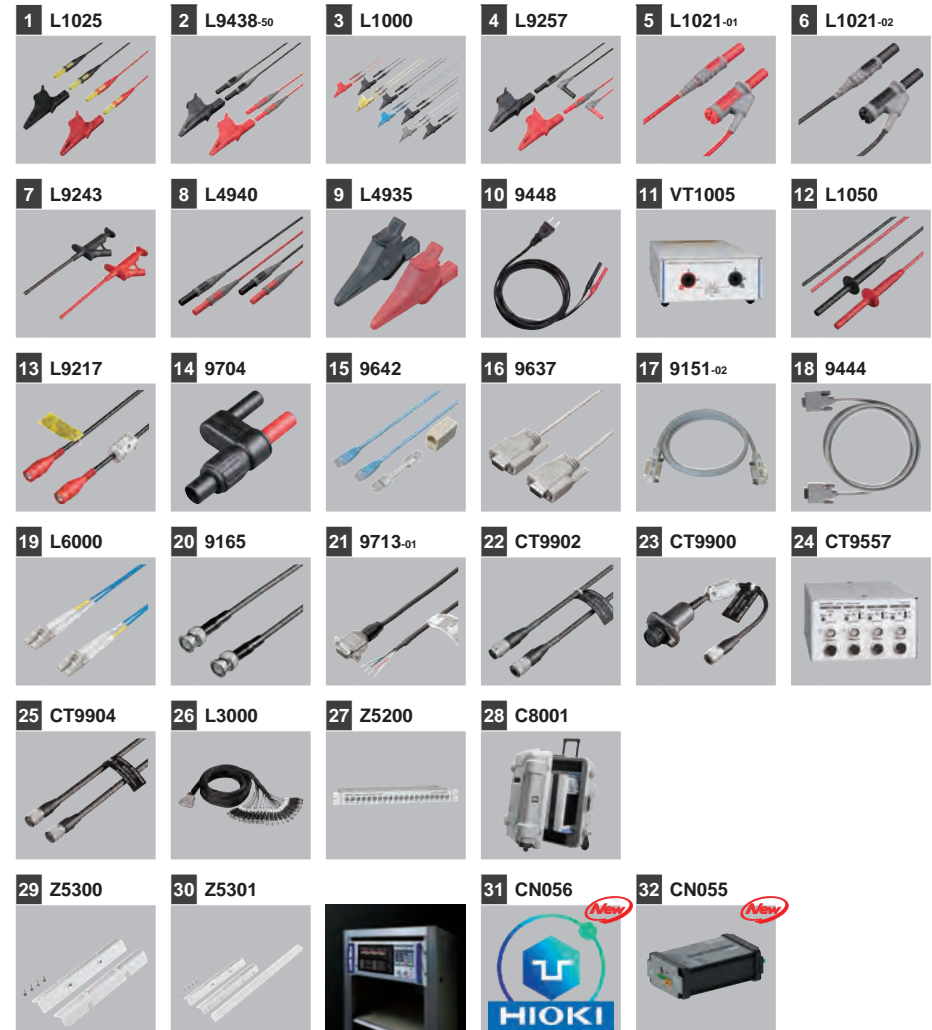 1 L1025
2 L9438-50
3 L1000
4 L9257
5 L1021-01
6 L1021-02
7 L9243
8 L4940
9 L4935
10 9448
11 VT1005
12 L1050
13 L9217
14 9704
15 9642
16 9637
17 9151-02
18 9444
19 L6000
20 9165
21 9713-01
22 CT9902
23 CT9900
24 CT9557
25 CT9904
26 L3000
27 Z5200
28 C8001
29 Z5300
30 Z5301
31 CN056
32 CN055
New
New
HIOKI